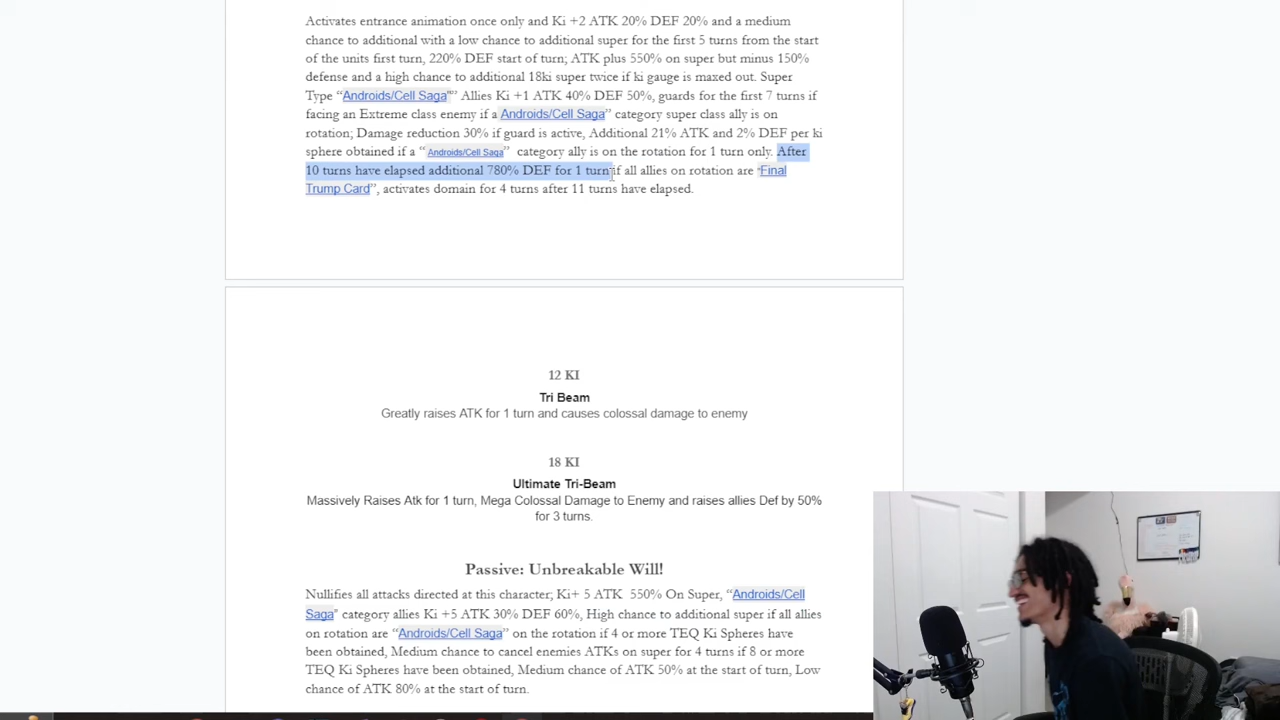 Activates entrance animation once only and Ki +2 ATK 20% DEF 20% and a medium
chance to additional with a low chance to additional super for the first 5 turns from the start
of the units first turn, 220% DEF start of turn; ATK plus 550% on super but minus 150%
defense and a high chance to additional 18ki super twice if ki gauge is maxed out. Super
Type “Androids/Cell Saga”” Allies Ki +1 ATK 40% DEF 50%, guards for the first 7 turns if
facing an Extreme class enemy if a Androids/Cell Saga” category super class ally is on
rotation; Damage reduction 30% if guard is active, Additional 21% ATK and 2% DEF per ki
sphere obtained if a “ Androids/Cell Saga” category ally is on the rotation for 1 turn only. After
10 turns have elapsed additional 780% DEF for 1 turn if all allies on rotation are “Final
Trump Card”, activates domain for 4 turns after 11 turns have elapsed.
12 KI
Tri Beam
Greatly raises ATK for 1 turn and causes colossal damage to enemy
18 KI
Ultimate Tri-Beam
Massively Raises Atk for 1 turn, Mega Colossal Damage to Enemy and raises allies Def by 50%
for 3 turns.
Passive: Unbreakable Will!
Nullifies all attacks directed at this character; Ki+ 5 ATK 550% On Super, “Androids/Cell
Saga” category allies Ki +5 ATK 30% DEF 60%, High chance to additional super if all allies
on rotation are “Androids/Cell Saga” on the rotation if 4 or more TEQ Ki Spheres have
been obtained, Medium chance to cancel enemies ATKs on super for 4 turns if 8 or more
TEQ Ki Spheres have been obtained, Medium chance of ATK 50% at the start of turn, Low
chance of ATK 80% at the start of turn.